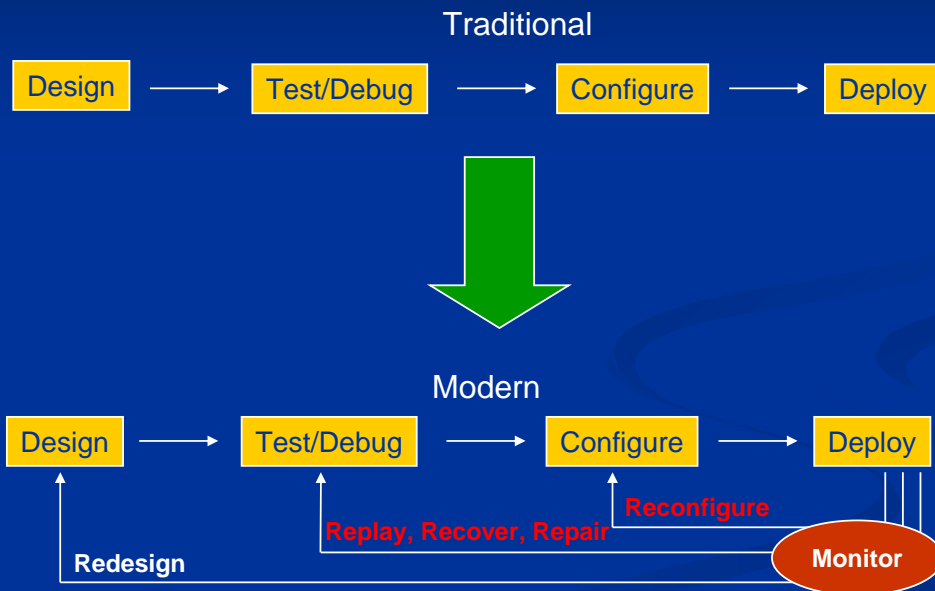 Traditional
Design Test/Debug Configure Deploy
Modern
Design Test/Debug Configure Deploy
Reconfigure
Replay, Recover, Repair
Monitor
Redesign